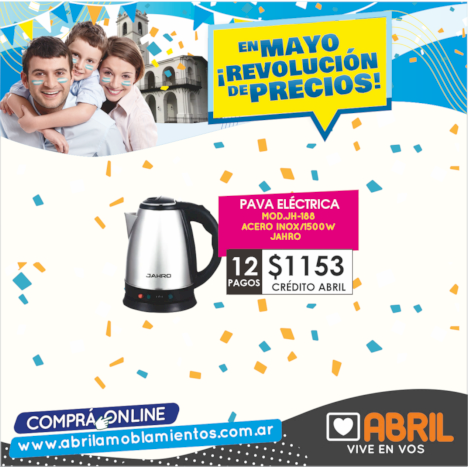 EN MAYO
¡REVOLUCIÓN
DE PRECIOS!
PAVA ELÉCTRICA
MOD.JH-188
ACERO INOX/1500W
JAHRO
JAHRO
12 PAGOS
$1153
CRÉDITO ABRIL
COMPRÁ ONLINE
www.abrilamoblamientos.com.ar
ABRIL
VIVE EN VOS